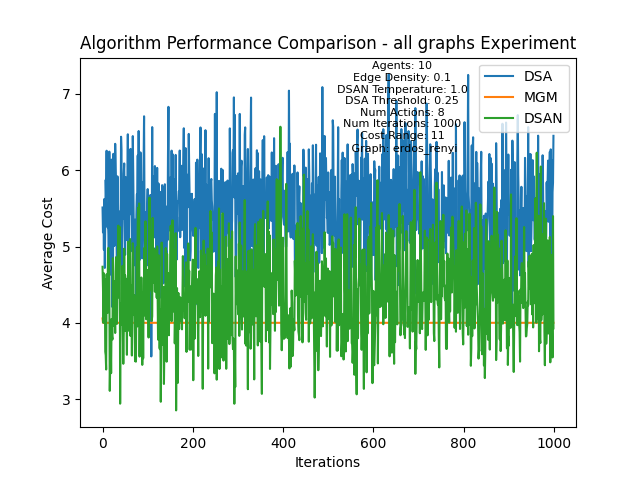 Algorithm Performance Comparison - all graphs Experiment
Agents: 10
Edge Density: 0.1
DSAN Temperature: 1.0
DSA Threshold: 0.25
Num Actions: 8
Num Iterations: 1000
Cost Range: 11
Graph: erdos_renyi
DSA
MGM
DSAN
7
6
5
4
3
Average Cost
0
200
400
600
800
1000
Iterations